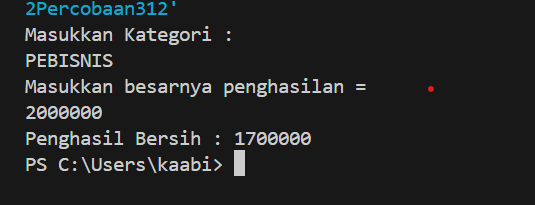 2Percobaan312'
Masukkan Kategori :
PEBISNIS
Masukkan besarnya penghasilan =
2000000
Penghasil Bersih : 1700000
PS C:\Users\kaabi>